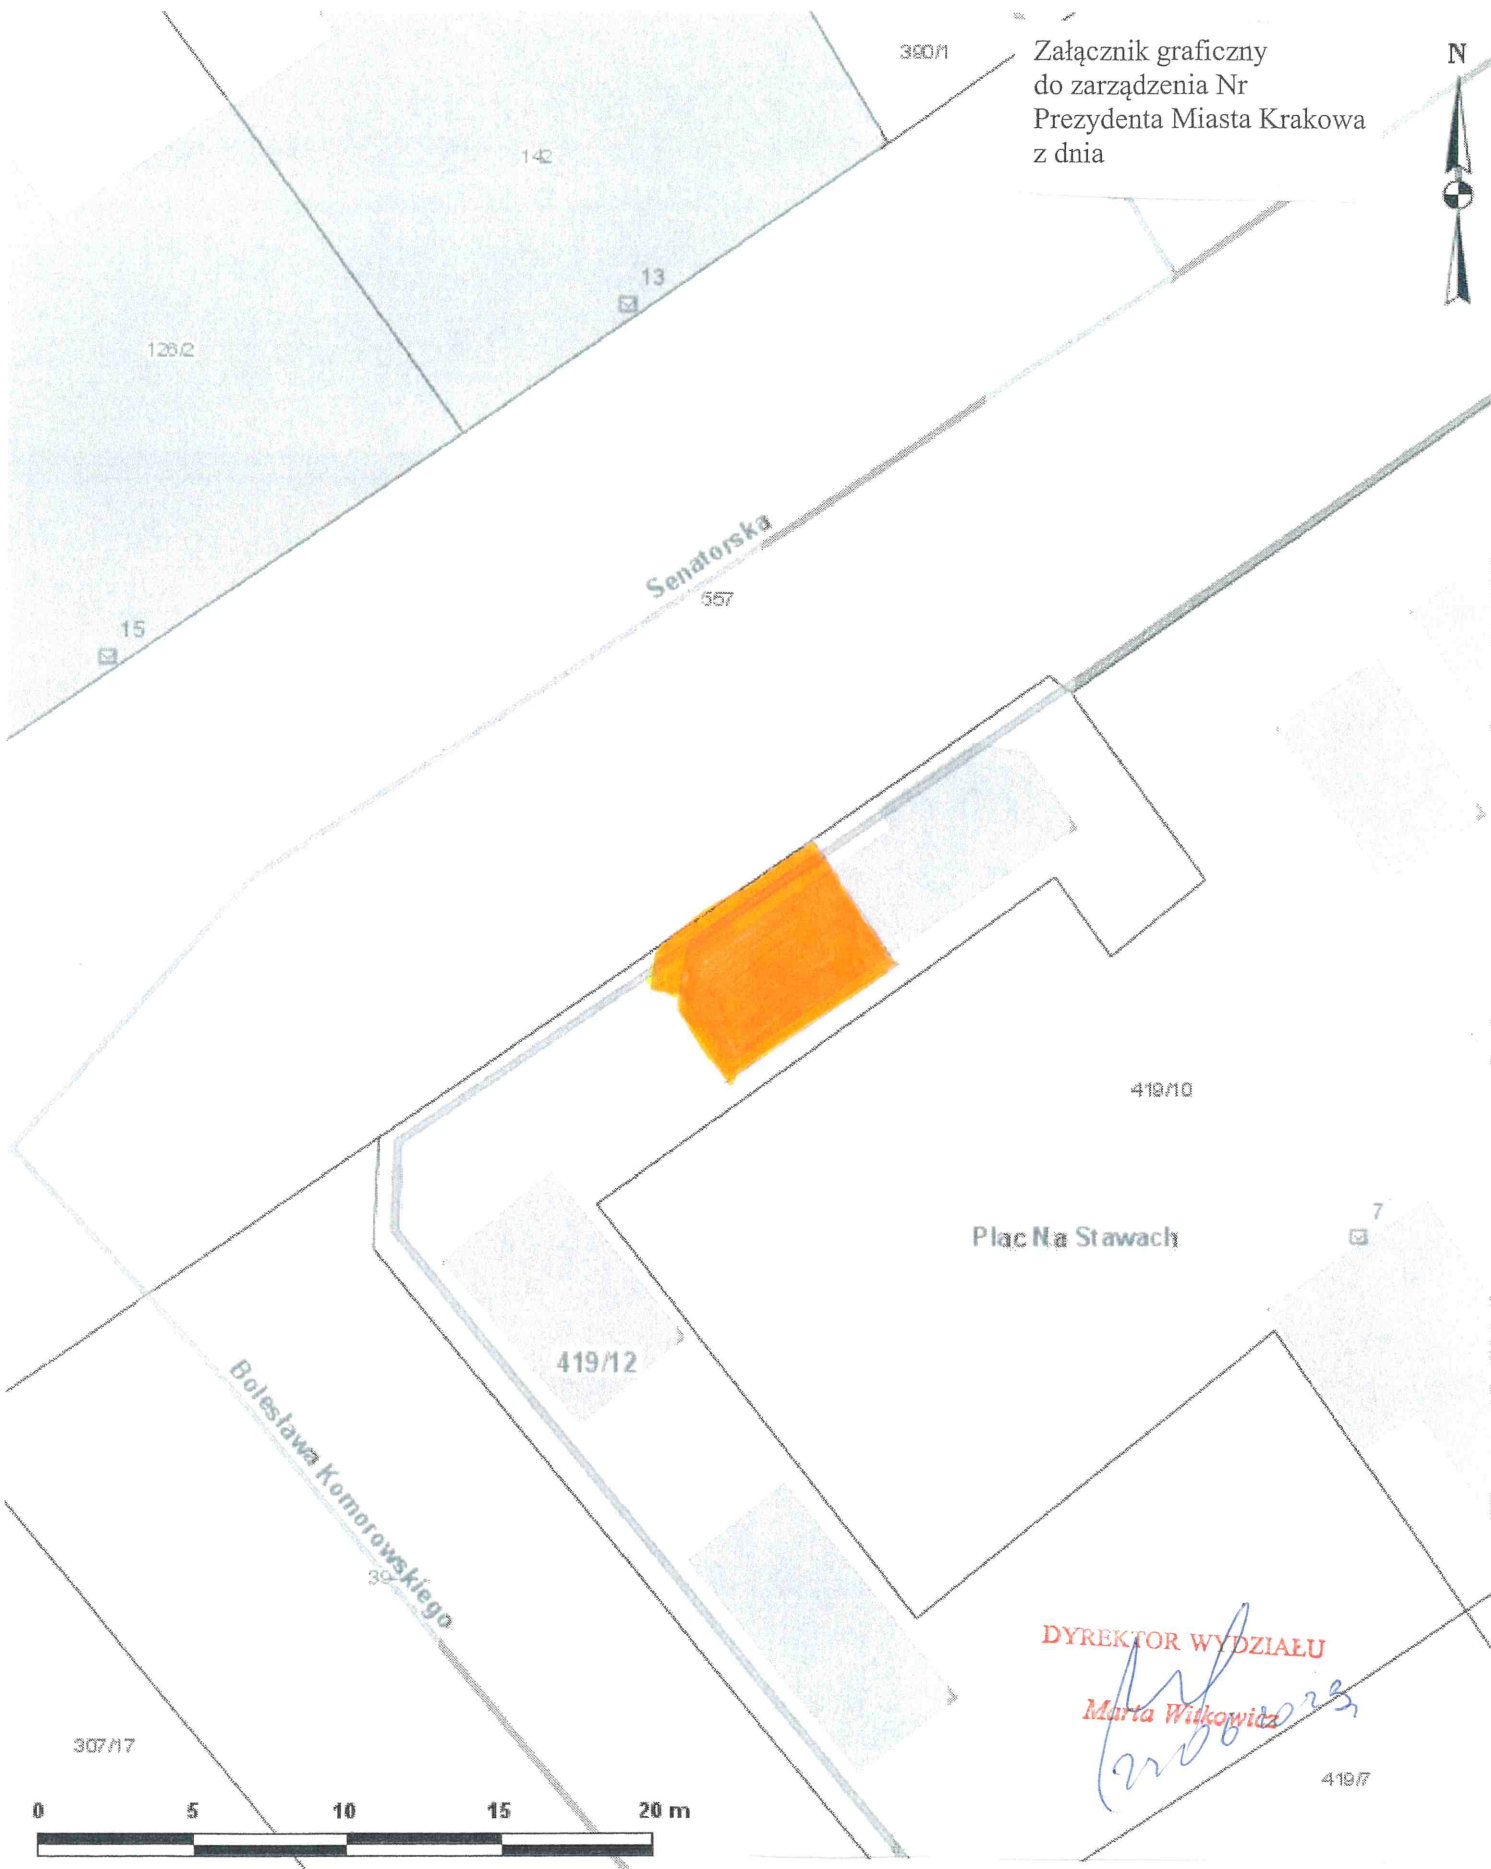 390/1
Załącznik graficzny
do zarządzenia Nr
Prezydenta Miasta Krakowa
z dnia
N
142
13
126/2
Senatorska
557
15
419/10
Plac Na Stawach
7
419/12
Bolesława Komorowskiego
39
DYREKTOR WYDZIAŁU
Marta Witkowicz
307/17
419/7
0 5 10 15 20 m